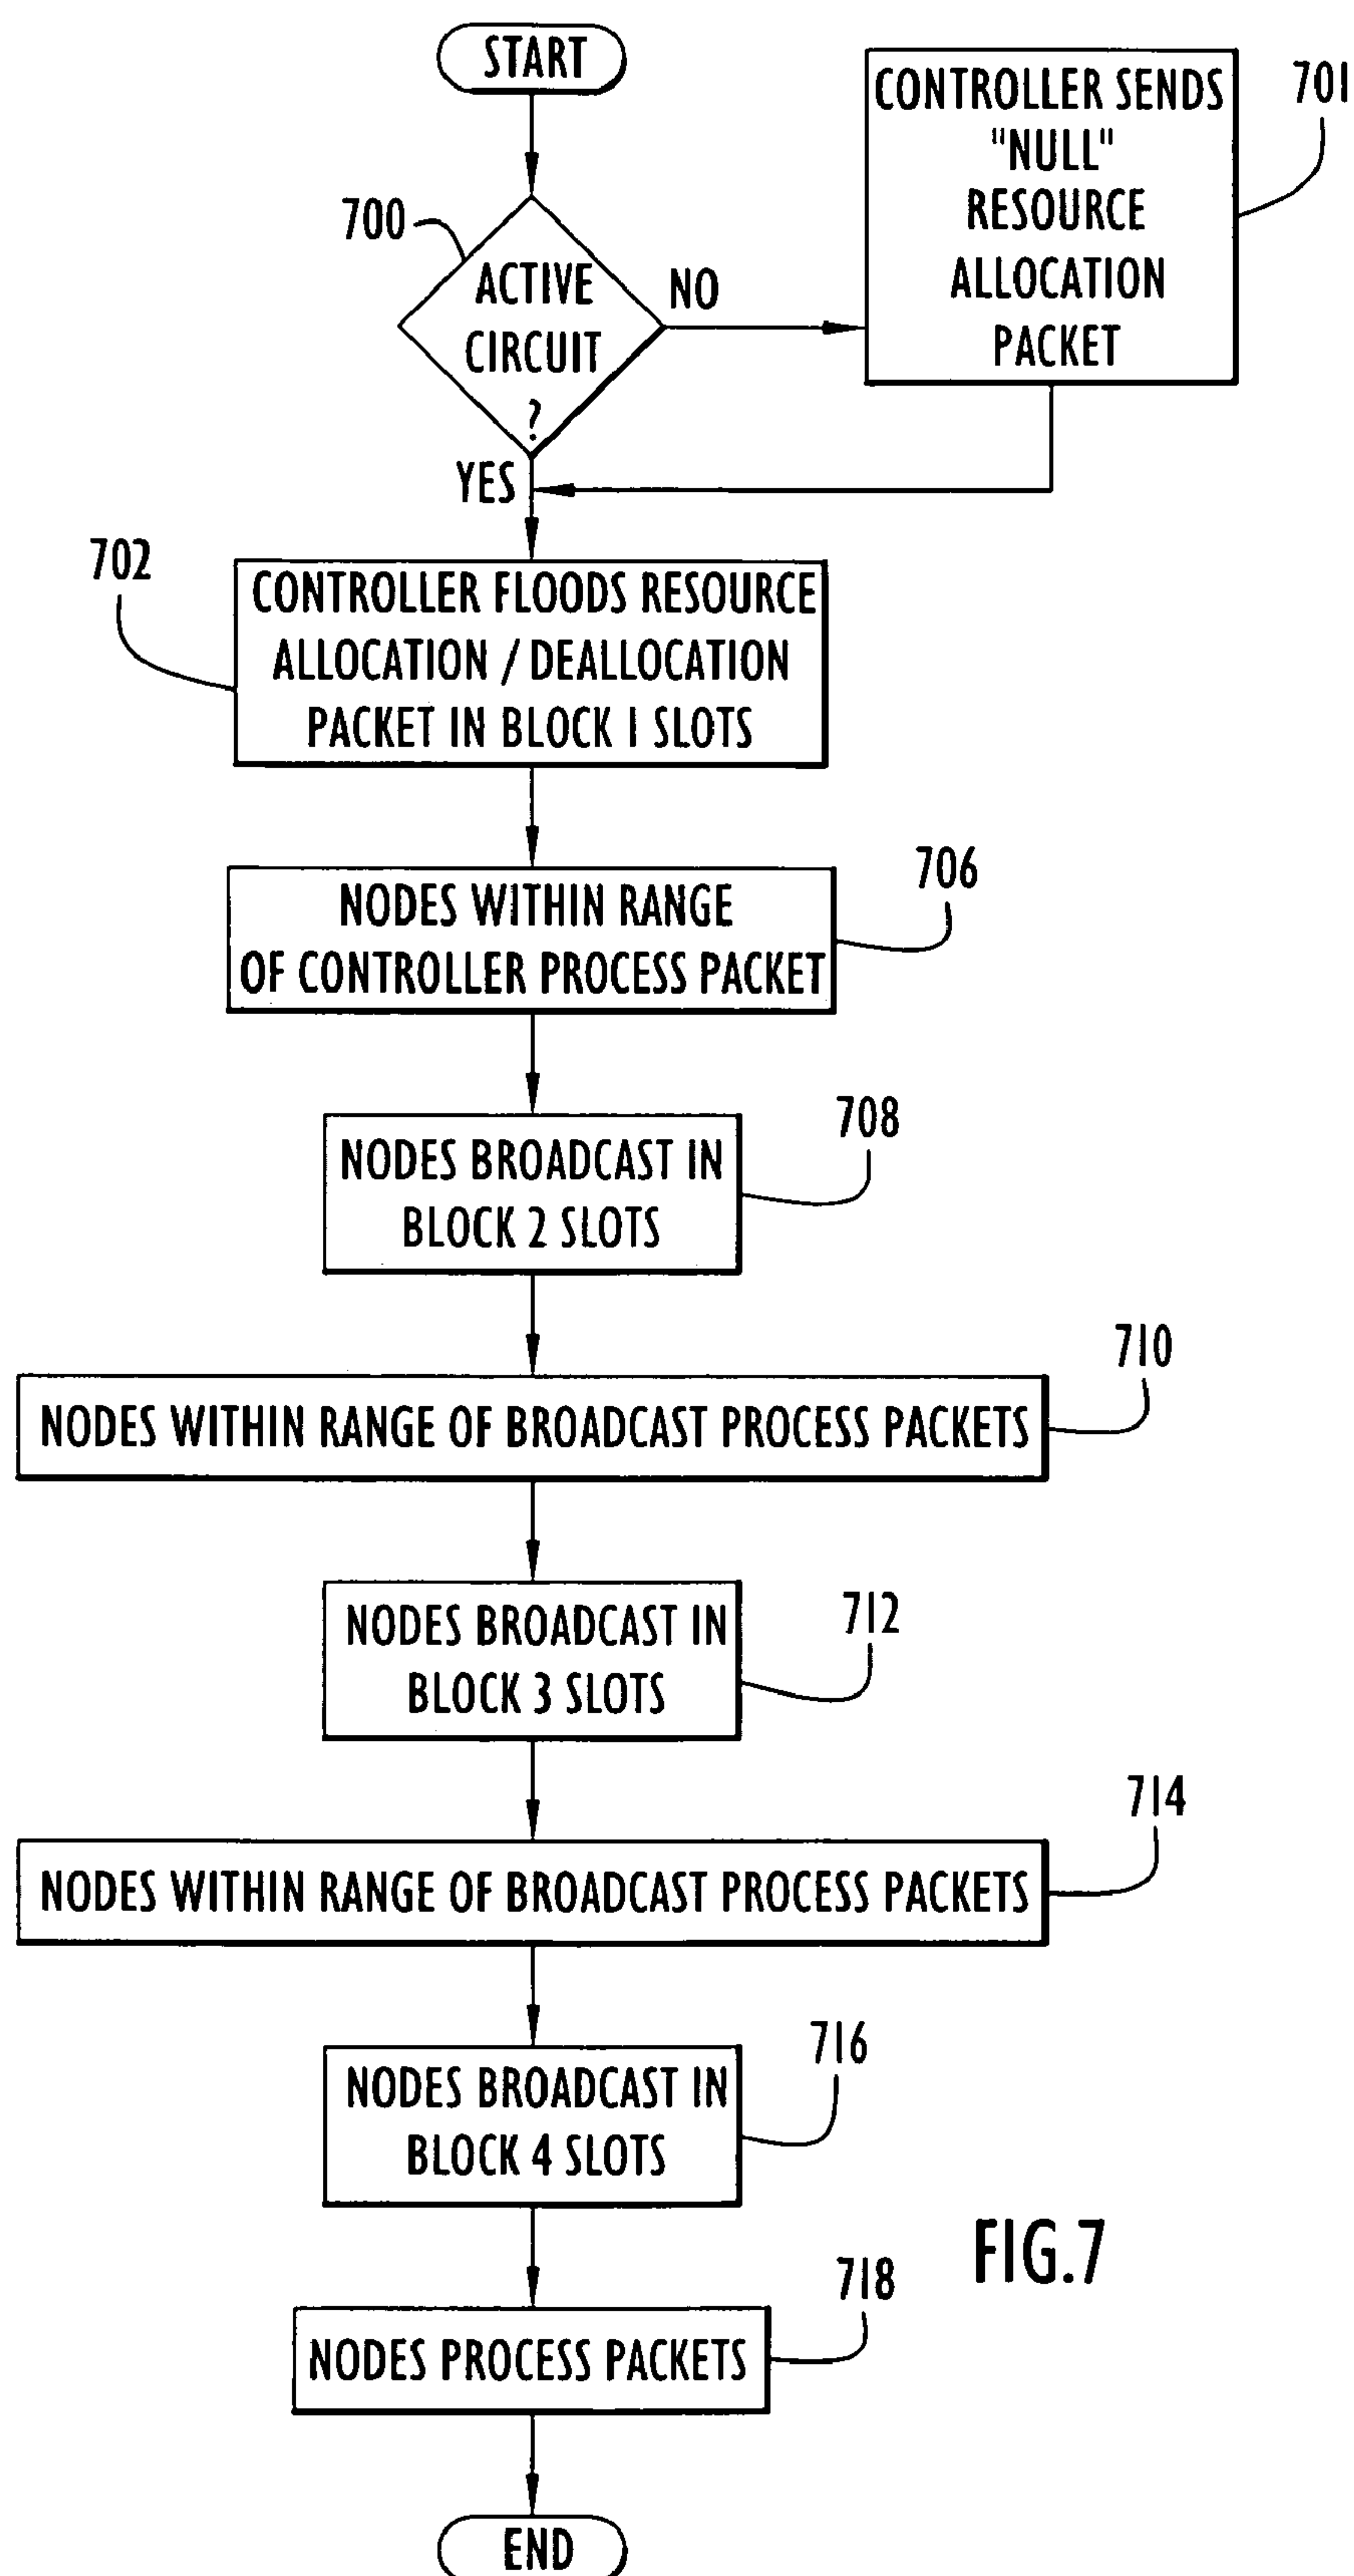 START
CONTROLLER SENDS
"NULL"
RESOURCE
ALLOCATION
PACKET
701
700
ACTIVE
CIRCUIT
?
NO
YES
702
CONTROLLER FLOODS RESOURCE
ALLOCATION / DEALLOCATION
PACKET IN BLOCK 1 SLOTS
706
NODES WITHIN RANGE
OF CONTROLLER PROCESS PACKET
708
NODES BROADCAST IN
BLOCK 2 SLOTS
710
NODES WITHIN RANGE OF BROADCAST PROCESS PACKETS
712
NODES BROADCAST IN
BLOCK 3 SLOTS
714
NODES WITHIN RANGE OF BROADCAST PROCESS PACKETS
716
NODES BROADCAST IN
BLOCK 4 SLOTS
FIG.7
718
NODES PROCESS PACKETS
END